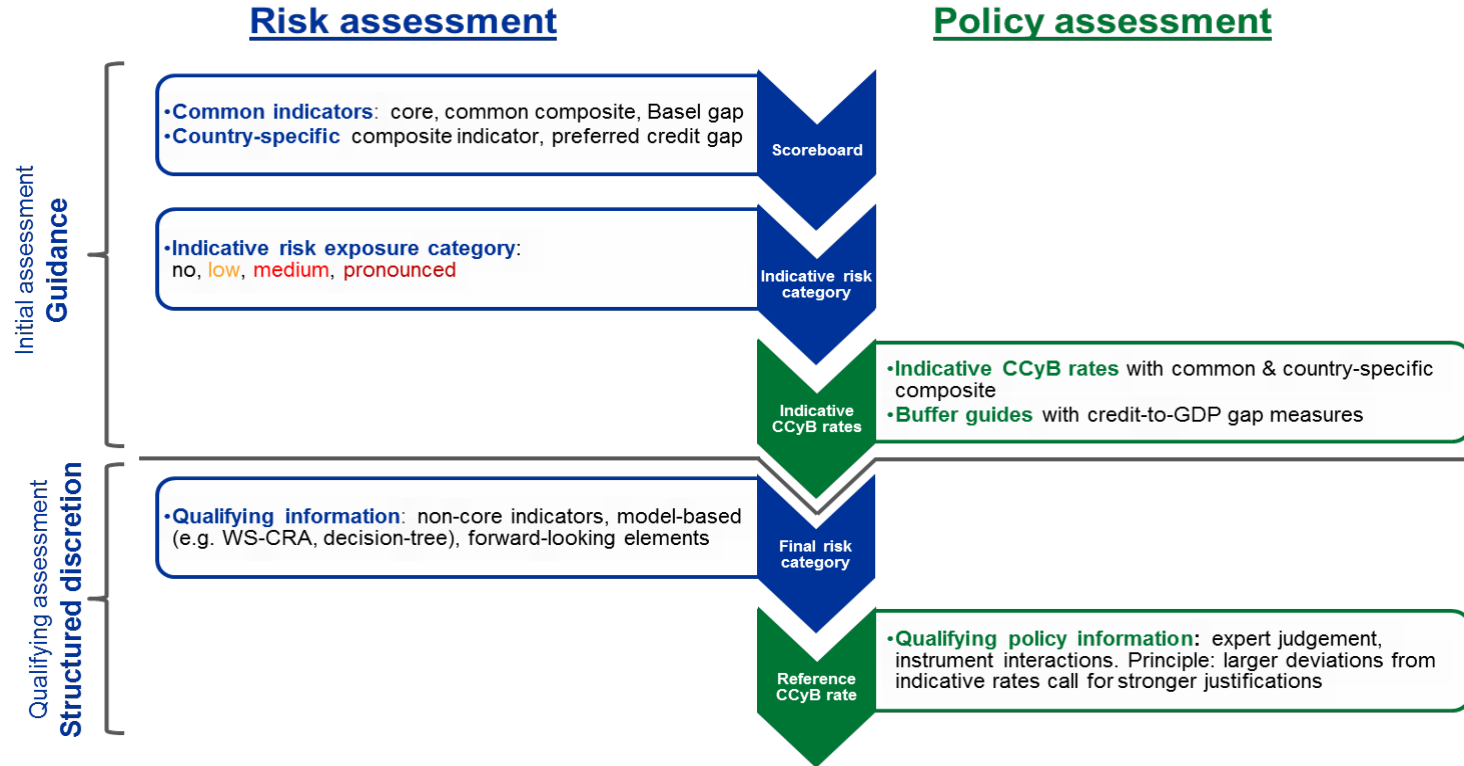 Risk assessment
Policy assessment
Initial assessment
Guidance
•Common indicators: core, common composite, Basel gap
•Country-specific composite indicator, preferred credit gap
Scoreboard
•Indicative risk exposure category:
no, low, medium, pronounced
Indicative risk
category
Indicative
CCyB rates
•Indicative CCyB rates with common & country-specific
composite
•Buffer guides with credit-to-GDP gap measures
Qualifying assessment
Structured discretion
•Qualifying information: non-core indicators, model-based
(e.g. WS-CRA, decision-tree), forward-looking elements
Final risk
category
Reference
CCyB rate
•Qualifying policy information: expert judgement,
instrument interactions. Principle: larger deviations from
indicative rates call for stronger justifications